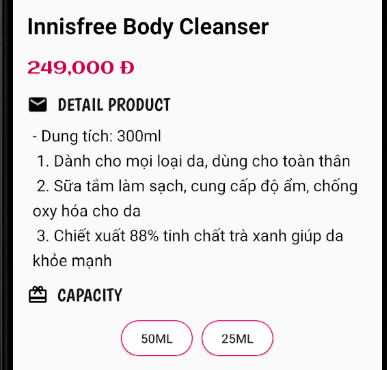 Innisfree Body Cleanser
249,000 Đ
DETAIL PRODUCT
- Dung tích: 300ml
1. Dành cho mọi loại da, dùng cho toàn thân
2. Sữa tắm làm sạch, cung cấp độ ẩm, chống
oxy hóa cho da
3. Chiết xuất 88% tinh chất trà xanh giúp da
khỏe mạnh
CAPACITY
50ML 25ML